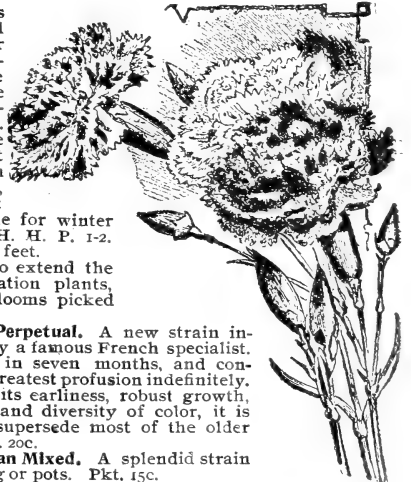 e for winter
H. H. P. 1-2.
feet.
o extend the
ation plants,
looms picked
Perpetual. A new strain in-
y a famous French specialist.
in seven months, and con-
reatest profusion indefinitely.
its earliness, robust growth,
and diversity of color, it is
supersede most of the older
. 20c.
an Mixed. A splendid strain
g or pots. Pkt. 15c.